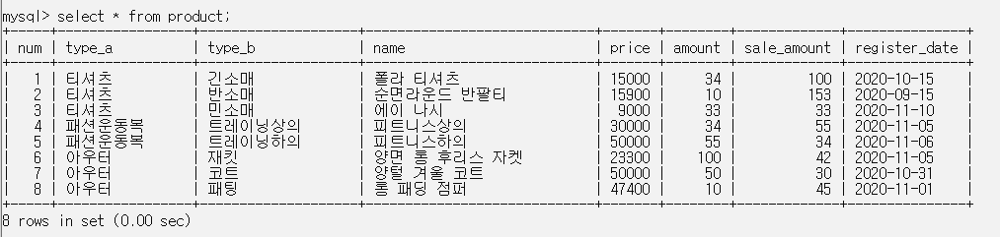 mysql> select * from product;
| num | type_a | type_b | name | price | amount | sale_amount | register_date |
| 1 | 티셔츠 | 긴소매 | 폴라 티셔츠 | 15000 | 34 | 100 | 2020-10-15 |
| 2 | 티셔츠 | 반소매 | 순면라운드 반팔티 | 15900 | 10 | 153 | 2020-09-15 |
| 3 | 티셔츠 | 민소매 | 에이 나시 | 9000 | 33 | 33 | 2020-11-10 |
| 4 | 패션운동복 | 트레이닝상의 | 피트니스상의 | 30000 | 34 | 55 | 2020-11-05 |
| 5 | 패션운동복 | 트레이닝하의 | 피트니스하의 | 50000 | 55 | 34 | 2020-11-06 |
| 6 | 아우터 | 재킷 | 양면 롱 후리스 자켓 | 23300 | 100 | 42 | 2020-11-05 |
| 7 | 아우터 | 코트 | 양털 겨울 코트 | 50000 | 50 | 30 | 2020-10-31 |
| 8 | 아우터 | 패팅 | 롱 패딩 점퍼 | 47400 | 10 | 45 | 2020-11-01 |
8 rows in set (0.00 sec)